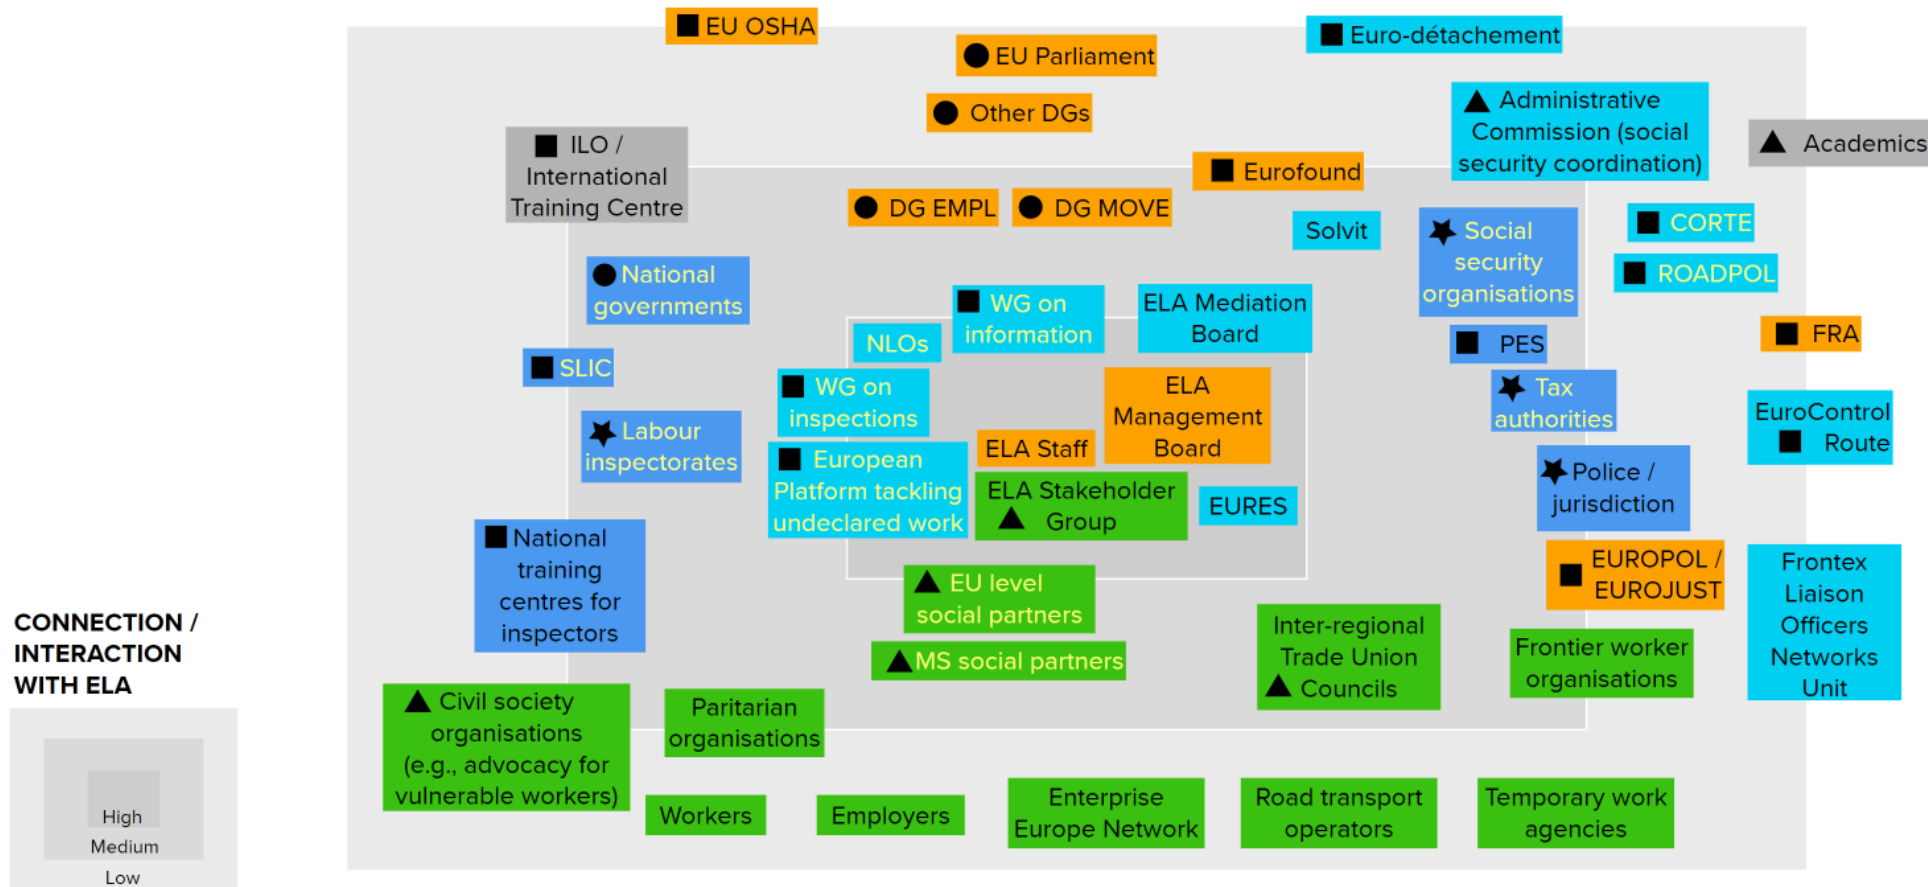 EU OSHA
Euro-détachement
EU Parliament
Other DGs
Administrative
Commission (social
security coordination)
Academics
ILO /
International
Training Centre
Eurofound
DG EMPL
DG MOVE
Solvit
Social
security
organisations
CORTE
ROADPOL
National
governments
WG on
information
ELA Mediation
Board
NLOs
PES
FRA
SLIC
WG on
inspections
ELA
Management
Board
Tax
authorities
EuroControl
Route
Labour
inspectorates
ELA Staff
European
Platform tackling
undeclared work
ELA Stakeholder
Group
EURES
Police /
jurisdiction
National
training
centres for
inspectors
EUROPOL /
EUROJUST
Frontex
Liaison
Officers
Networks
Unit
EU level
social partners
MS social partners
Inter-regional
Trade Union
Councils
Frontier worker
organisations
CONNECTION /
INTERACTION
WITH ELA
High
Medium
Low
Civil society
organisations
(e.g., advocacy for
vulnerable workers)
Paritarian
organisations
Workers
Employers
Enterprise
Europe Network
Road transport
operators
Temporary work
agencies